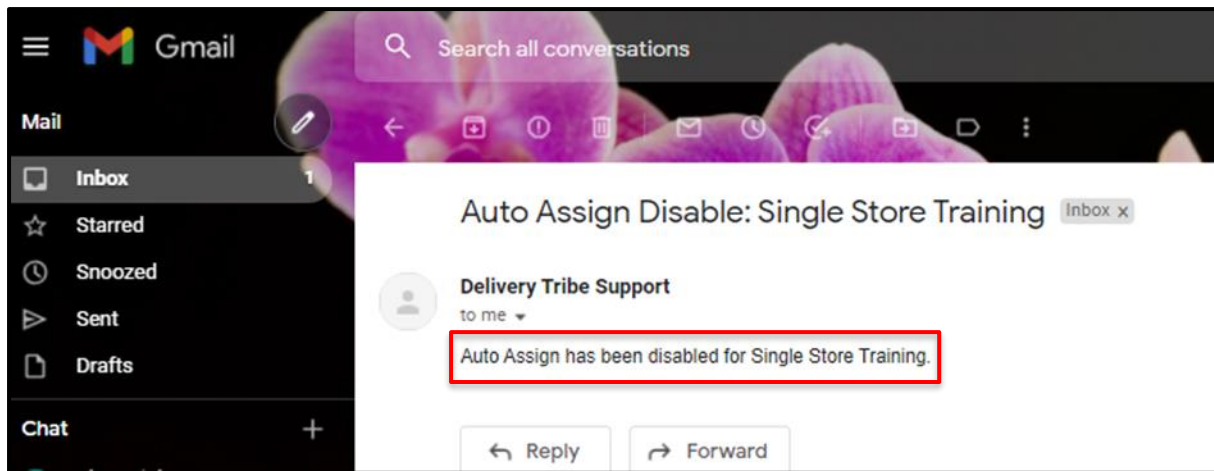 Gmail
Search all conversations
Mail
Inbox 1
Starred
Snoozed
Sent
Drafts
Chat
Auto Assign Disable: Single Store Training Inbox x
Delivery Tribe Support
to me
Auto Assign has been disabled for Single Store Training.
Reply Forward